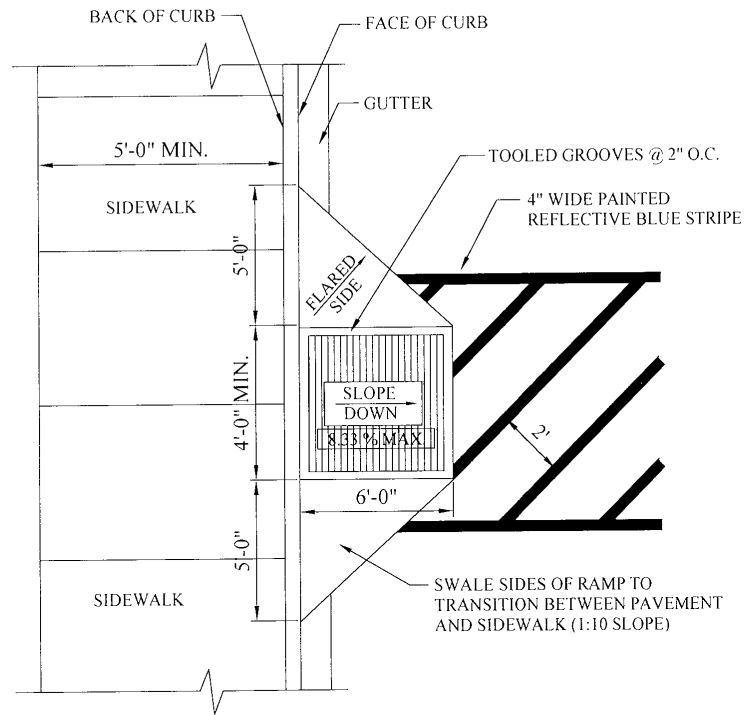 BACK OF CURB
FACE OF CURB
GUTTER
5'-0" MIN.
TOOLED GROOVES @ 2" O.C.
SIDEWALK
4" WIDE PAINTED
REFLECTIVE BLUE STRIPE
5'-0"
FLARED
SIDE
4'-0" MIN.
SLOPE
DOWN
8.33 % MAX
2'
6'-0"
5'-0"
SIDEWALK
SWALE SIDES OF RAMP TO
TRANSITION BETWEEN PAVEMENT
AND SIDEWALK (1:10 SLOPE)